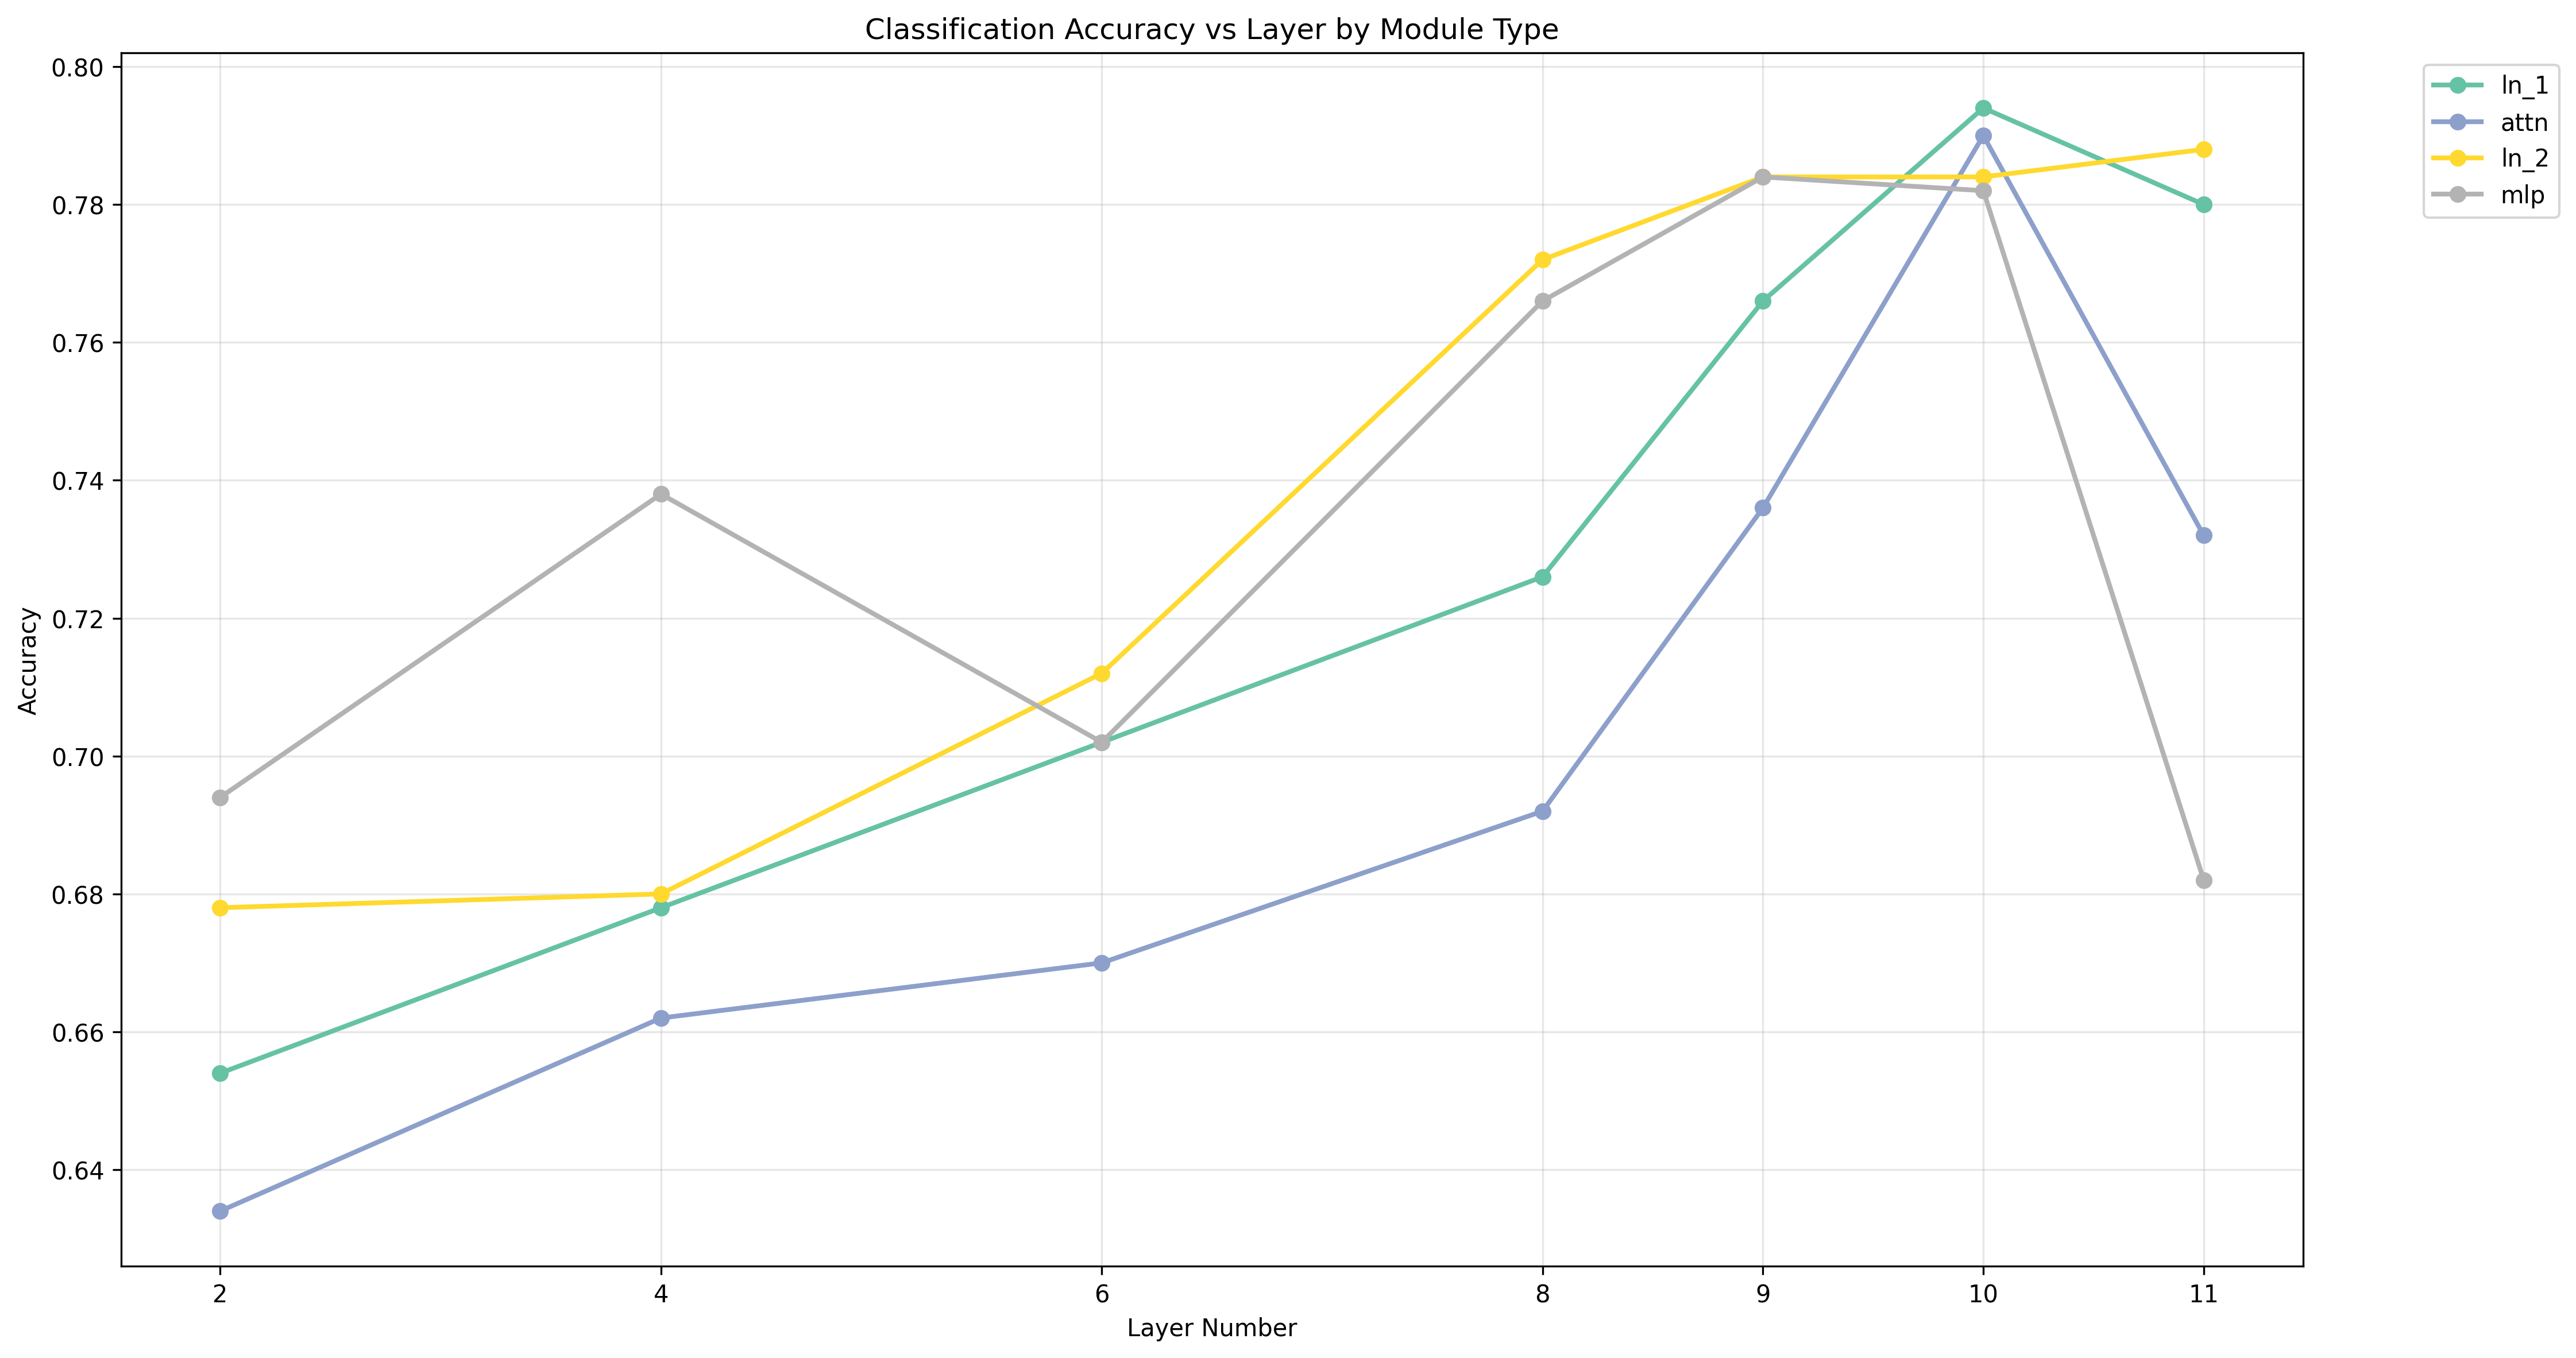 Classification Accuracy vs Layer by Module Type
0.80
0.78
0.76
0.74
0.72
0.70
0.68
0.66
0.64
Accuracy
2 4 6 8 9 10 11
Layer Number
ln_1
attn
ln_2
mlp